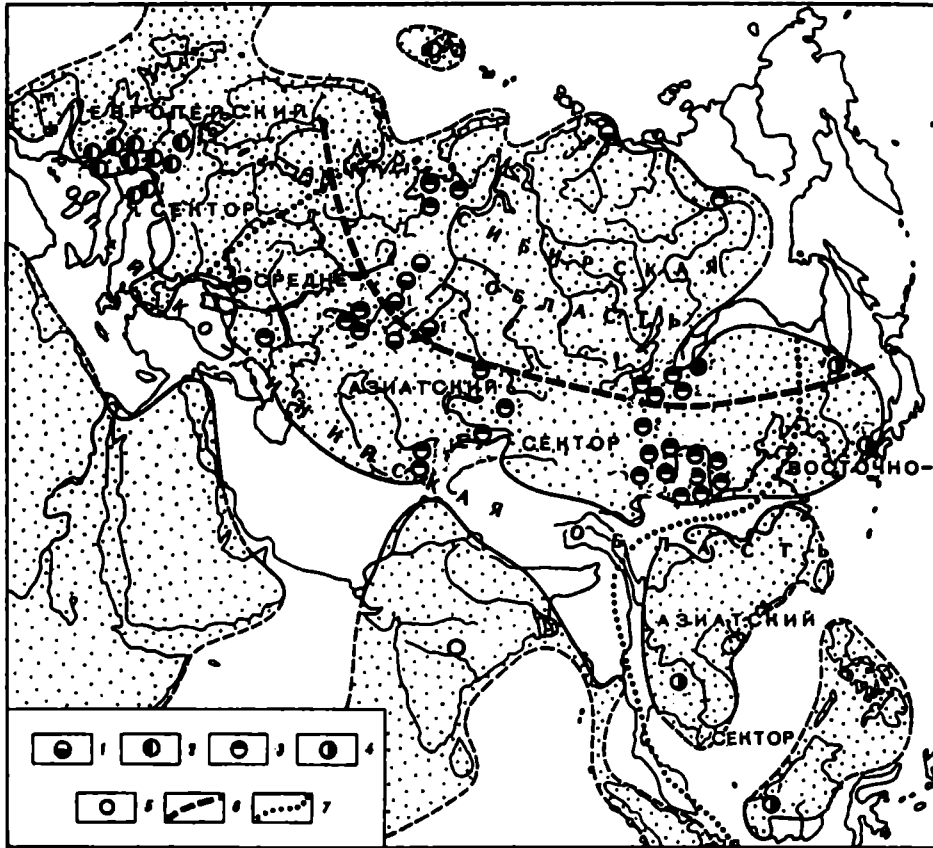 ЕВРОПЕЙСКИЙ
СЕКТОР
СИБИРСКАЯ
ОБЛАСТЬ
СРЕДНЕ-
АЗИАТСКИЙ
СЕКТОР
ВОСТОЧНО-
ОБЛАСТЬ
АЗИАТСКИЙ
СЕКТОР
1 2 3 4
5 6 7